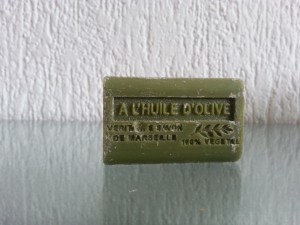 A L'HUILE D'OLIVE
VERITABLE SAVON
DE MARSEILLE
100% VEGETAL